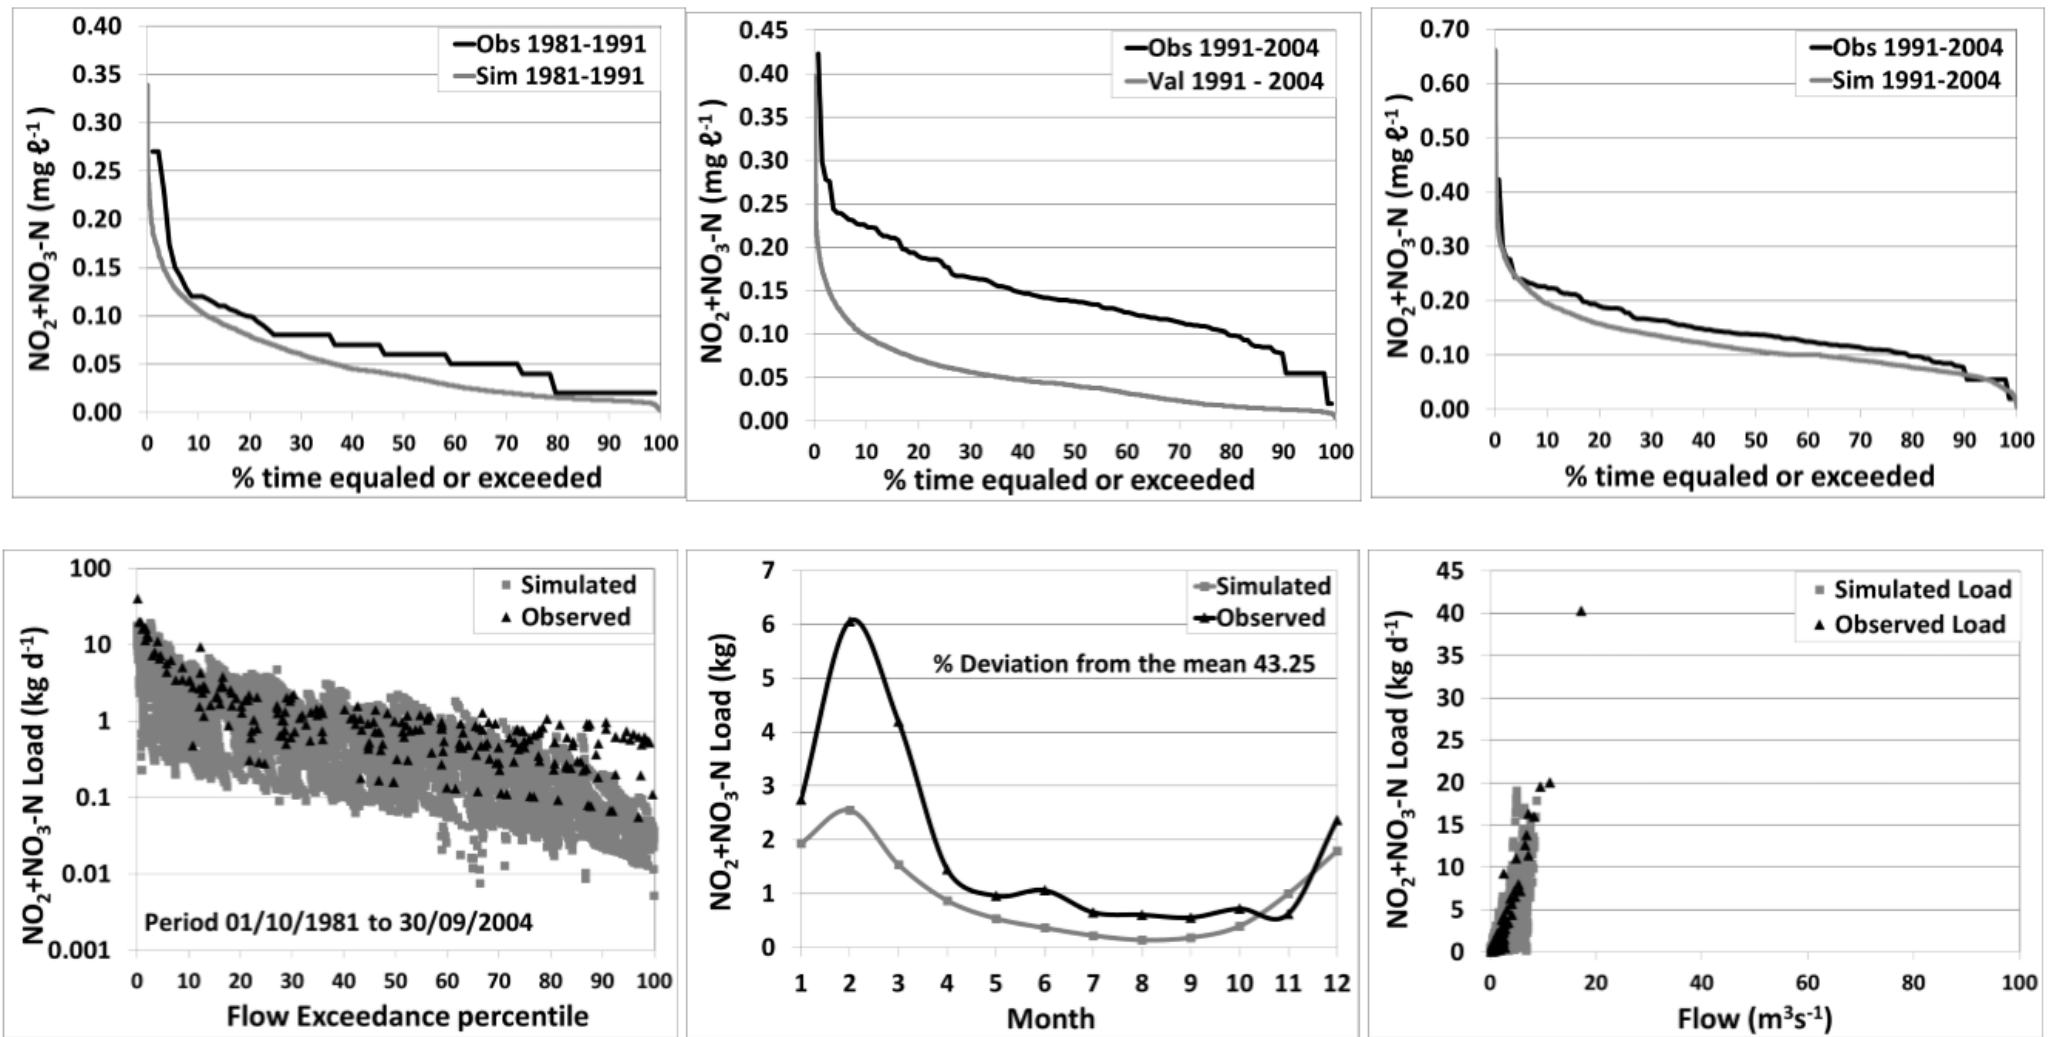 0.40
0.35
0.30
0.25
0.20
0.15
0.10
0.05
0.00
NO₂+NO₃-N (mg ℓ⁻¹)
Obs 1981-1991
Sim 1981-1991
0 10 20 30 40 50 60 70 80 90 100
% time equaled or exceeded
0.45
0.40
0.35
0.30
0.25
0.20
0.15
0.10
0.05
0.00
NO₂+NO₃-N (mg ℓ⁻¹)
Obs 1991-2004
Val 1991 - 2004
0 10 20 30 40 50 60 70 80 90 100
% time equaled or exceeded
0.70
0.60
0.50
0.40
0.30
0.20
0.10
0.00
NO₂+NO₃-N (mg ℓ⁻¹)
Obs 1991-2004
Sim 1991-2004
0 10 20 30 40 50 60 70 80 90 100
% time equaled or exceeded
100
10
1
0.1
0.01
0.001
NO₂+NO₃-N Load (kg d⁻¹)
Simulated
Observed
Period 01/10/1981 to 30/09/2004
0 10 20 30 40 50 60 70 80 90 100
Flow Exceedance percentile
7
6
5
4
3
2
1
0
NO₂+NO₃-N Load (kg)
Simulated
Observed
% Deviation from the mean 43.25
1 2 3 4 5 6 7 8 9 10 11 12
Month
45
40
35
30
25
20
15
10
5
0
NO₂+NO₃-N Load (kg d⁻¹)
Simulated Load
Observed Load
0 20 40 60 80 100
Flow (m³s⁻¹)